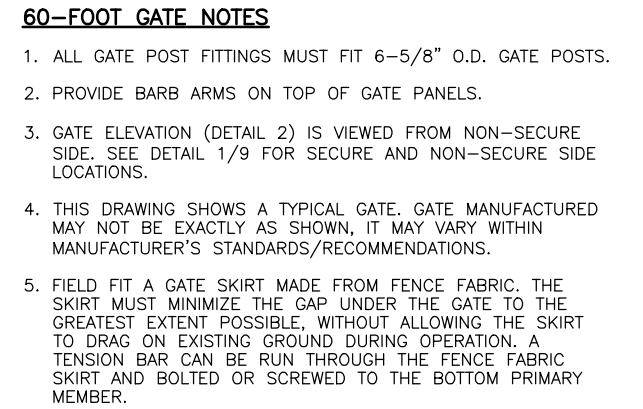 60-FOOT GATE NOTES
1. ALL GATE POST FITTINGS MUST FIT 6-5/8" O.D. GATE POSTS.
2. PROVIDE BARB ARMS ON TOP OF GATE PANELS.
3. GATE ELEVATION (DETAIL 2) IS VIEWED FROM NON-SECURE
SIDE. SEE DETAIL 1/9 FOR SECURE AND NON-SECURE SIDE
LOCATIONS.
4. THIS DRAWING SHOWS A TYPICAL GATE. GATE MANUFACTURED
MAY NOT BE EXACTLY AS SHOWN, IT MAY VARY WITHIN
MANUFACTURER'S STANDARDS/RECOMMENDATIONS.
5. FIELD FIT A GATE SKIRT MADE FROM FENCE FABRIC. THE
SKIRT MUST MINIMIZE THE GAP UNDER THE GATE TO THE
GREATEST EXTENT POSSIBLE, WITHOUT ALLOWING THE SKIRT
TO DRAG ON EXISTING GROUND DURING OPERATION. A
TENSION BAR CAN BE RUN THROUGH THE FENCE FABRIC
SKIRT AND BOLTED OR SCREWED TO THE BOTTOM PRIMARY
MEMBER.